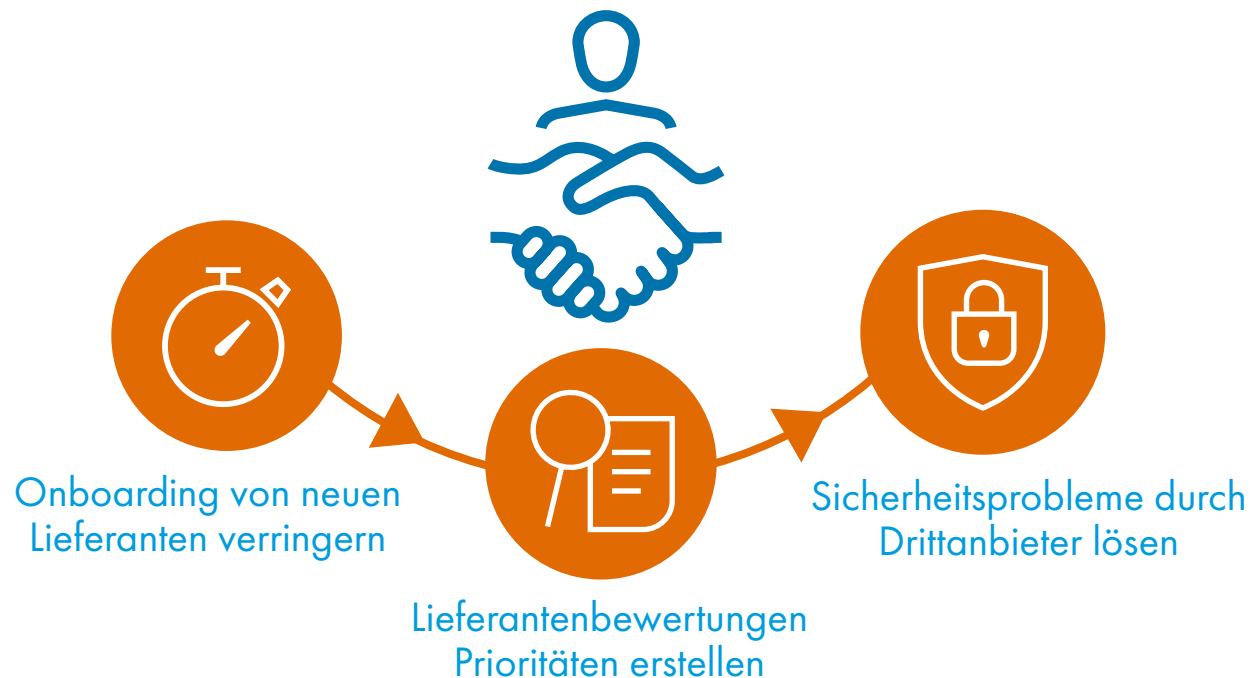 Onboarding von neuen
Lieferanten verringern
Lieferantenbewertungen
Prioritäten erstellen
Sicherheitsprobleme durch
Drittanbieter lösen